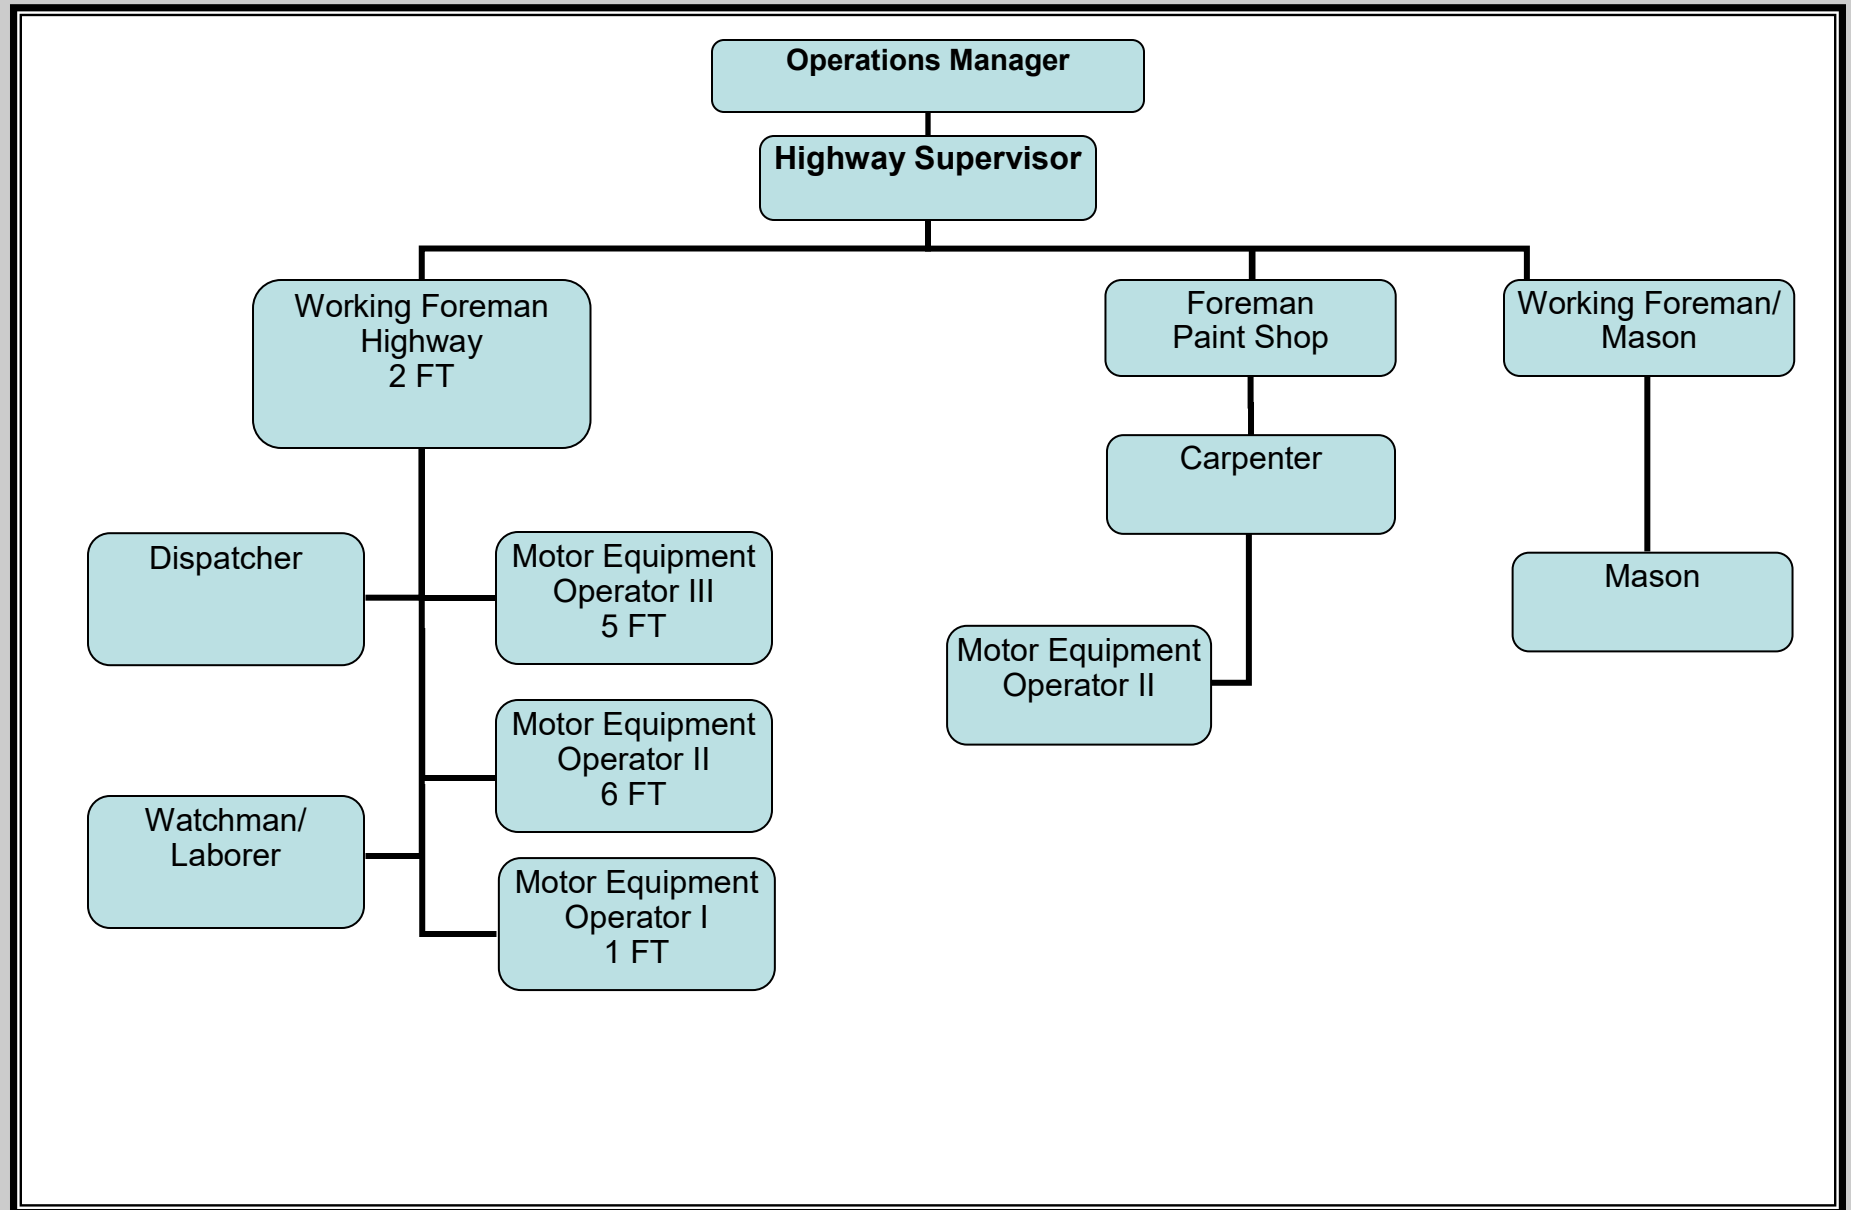 Operations Manager
Highway Supervisor
Working Foreman
Highway
2 FT
Foreman
Paint Shop
Working Foreman/
Mason
Carpenter
Dispatcher
Motor Equipment
Operator III
5 FT
Mason
Motor Equipment
Operator II
Motor Equipment
Operator II
6 FT
Watchman/
Laborer
Motor Equipment
Operator I
1 FT